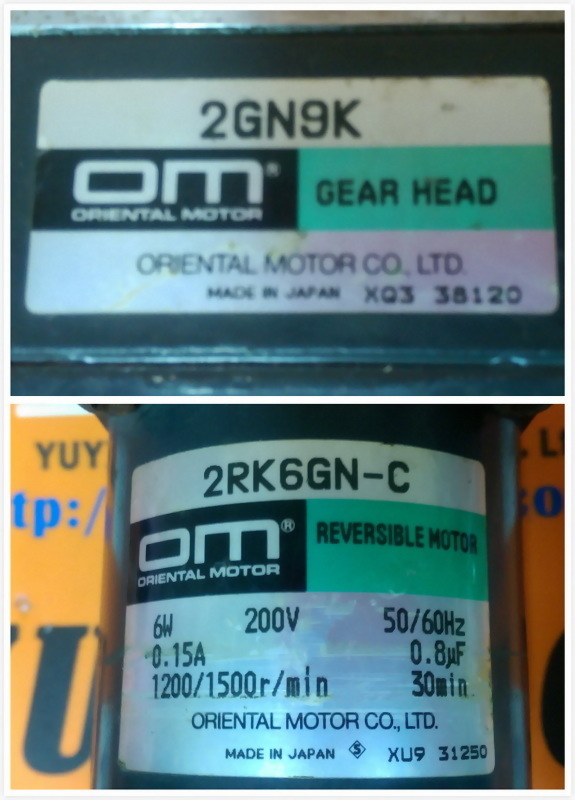 2GN9K
OM®
ORIENTAL MOTOR
GEAR HEAD
ORIENTAL MOTOR CO., LTD.
MADE IN JAPAN XQ3 38120
YUY
tp:/
2RK6GN-C
OM®
ORIENTAL MOTOR
REVERSIBLE MOTOR
6W 200V 50/60Hz
0.15A 0.8µF
1200/1500r/min 30min
ORIENTAL MOTOR CO., LTD.
MADE IN JAPAN S XU9 31250